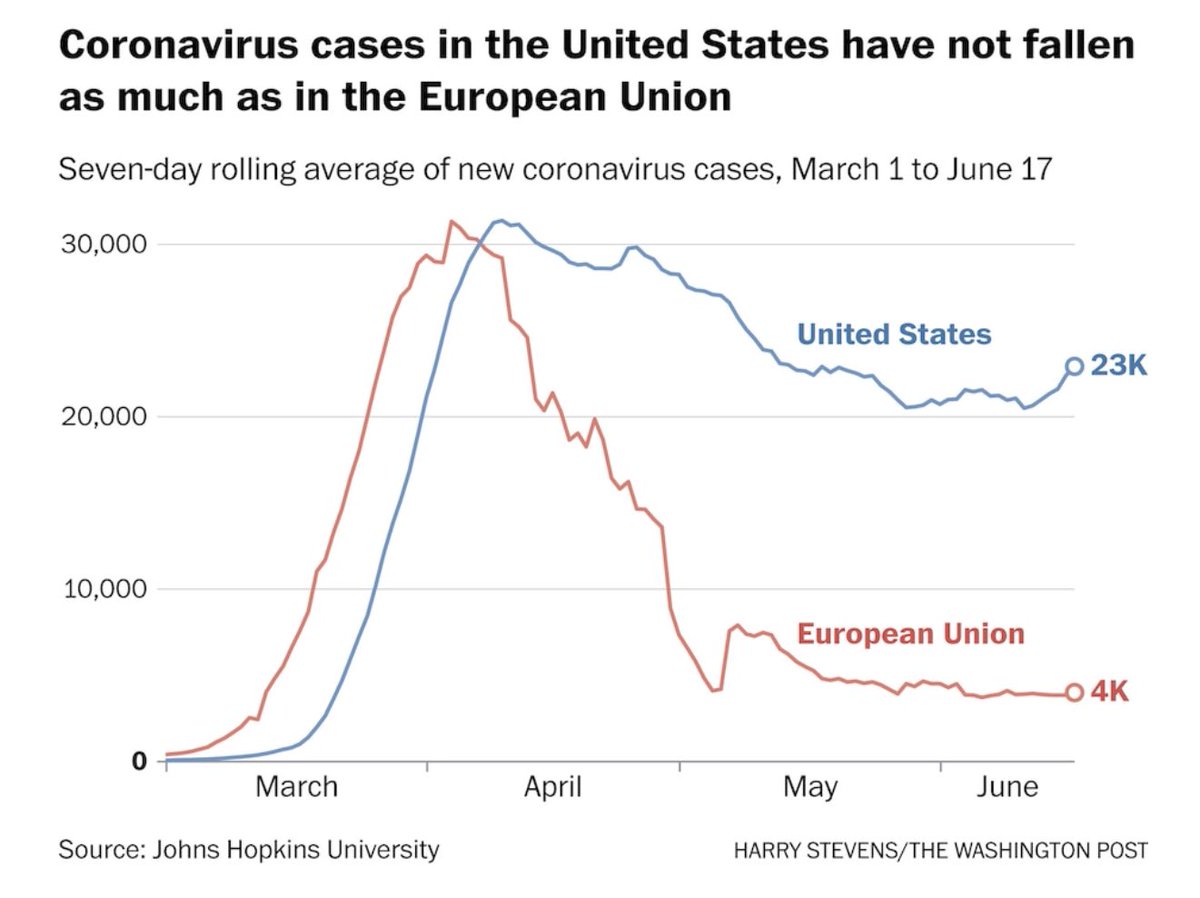 Coronavirus cases in the United States have not fallen
as much as in the European Union
Seven-day rolling average of new coronavirus cases, March 1 to June 17
30,000
United States
23K
20,000
10,000
European Union
4K
0
March
April
May
June
Source: Johns Hopkins University
HARRY STEVENS/THE WASHINGTON POST